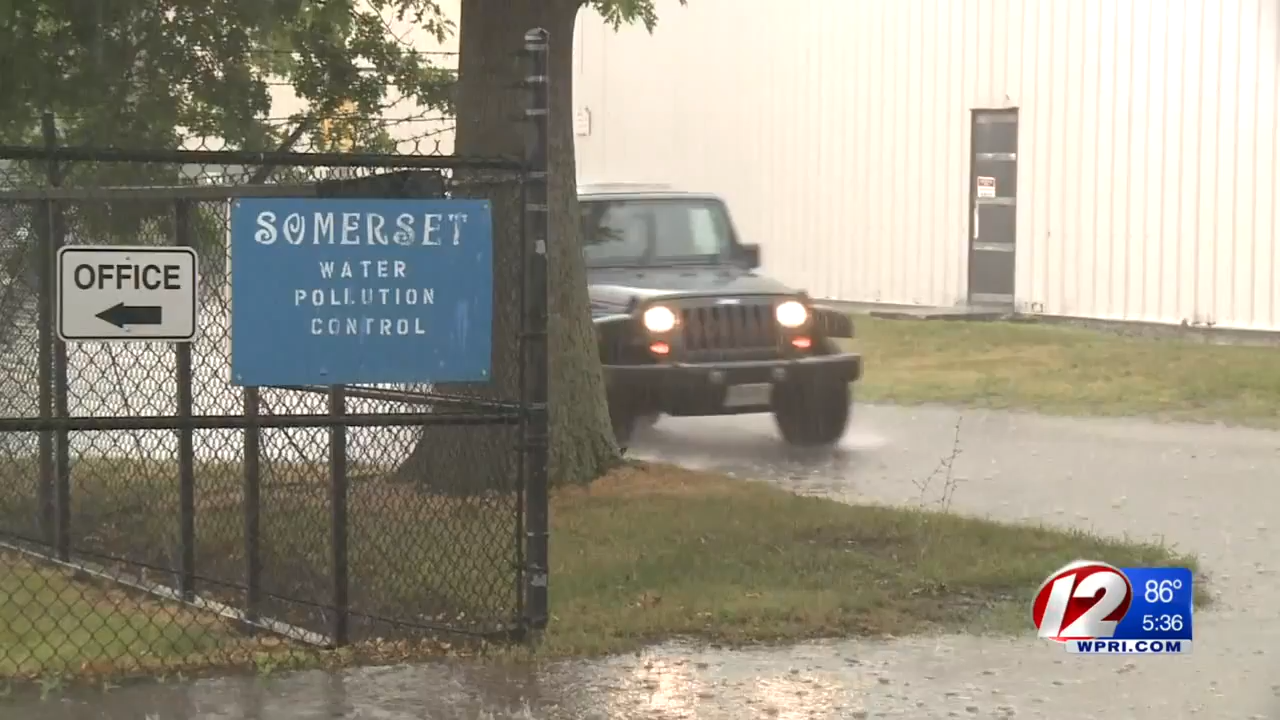 SOMERSET
WATER
POLLUTION
CONTROL
OFFICE
12
86°
5:36
WPRI.COM